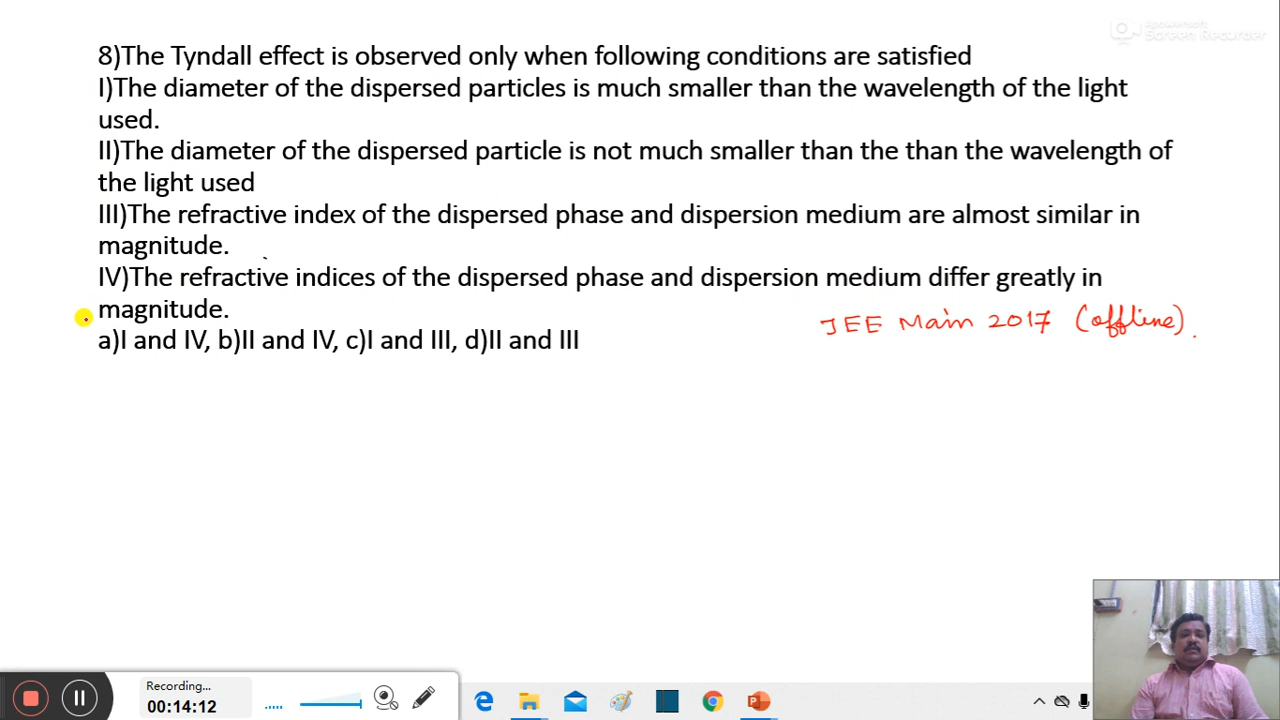 Apowersoft
Screen Recorder
8)The Tyndall effect is observed only when following conditions are satisfied
I)The diameter of the dispersed particles is much smaller than the wavelength of the light
used.
II)The diameter of the dispersed particle is not much smaller than the than the wavelength of
the light used
III)The refractive index of the dispersed phase and dispersion medium are almost similar in
magnitude.
IV)The refractive indices of the dispersed phase and dispersion medium differ greatly in
magnitude.
JEE Main 2017 (offline).
a)I and IV, b)II and IV, c)I and III, d)II and III
Recording...
00:14:12